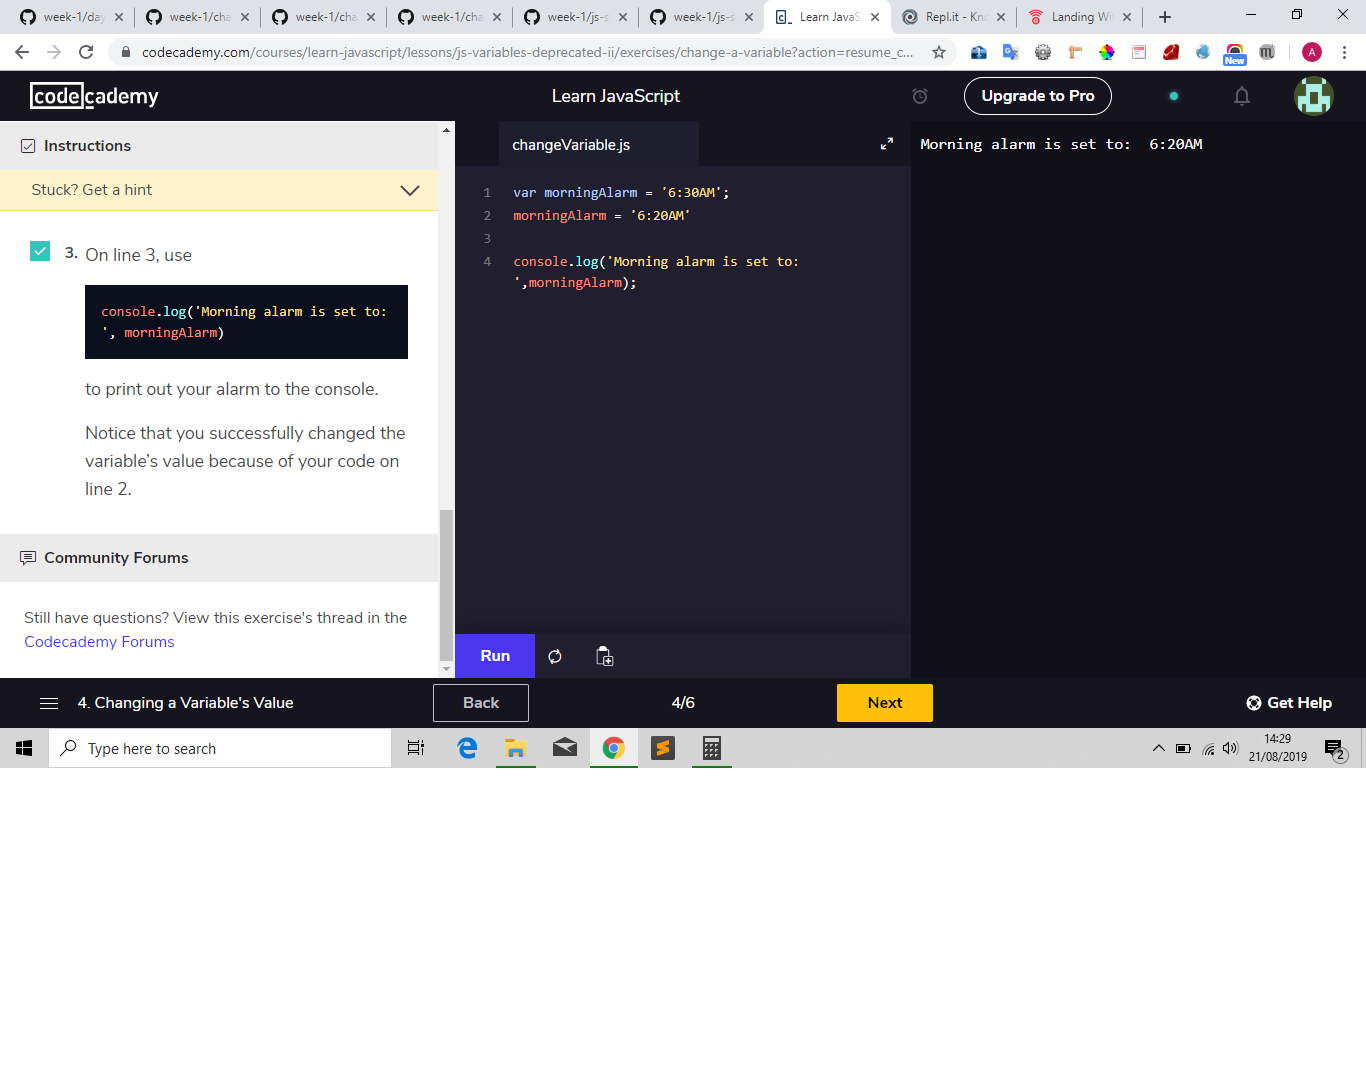 week-1/day
week-1/cha
week-1/cha
week-1/cha
week-1/js-s
week-1/js-s
Learn JavaS
Repl.it - Kno
Landing Wit
codecademy.com/courses/learn-javascript/lessons/js-variables-deprecated-ii/exercises/change-a-variable?action=resume_c...
New
A
codecademy
Learn JavaScript
Upgrade to Pro
Instructions
Stuck? Get a hint
3. On line 3, use
console.log('Morning alarm is set to:
', morningAlarm)
to print out your alarm to the console.
Notice that you successfully changed the
variable's value because of your code on
line 2.
Community Forums
Still have questions? View this exercise's thread in the
Codecademy Forums
changeVariable.js
1 var morningAlarm = '6:30AM';
2 morningAlarm = '6:20AM'
3
4 console.log('Morning alarm is set to:
',morningAlarm);
Run
Morning alarm is set to:  6:20AM
4. Changing a Variable's Value
Back
4/6
Next
Get Help
Type here to search
14:29
21/08/2019
2